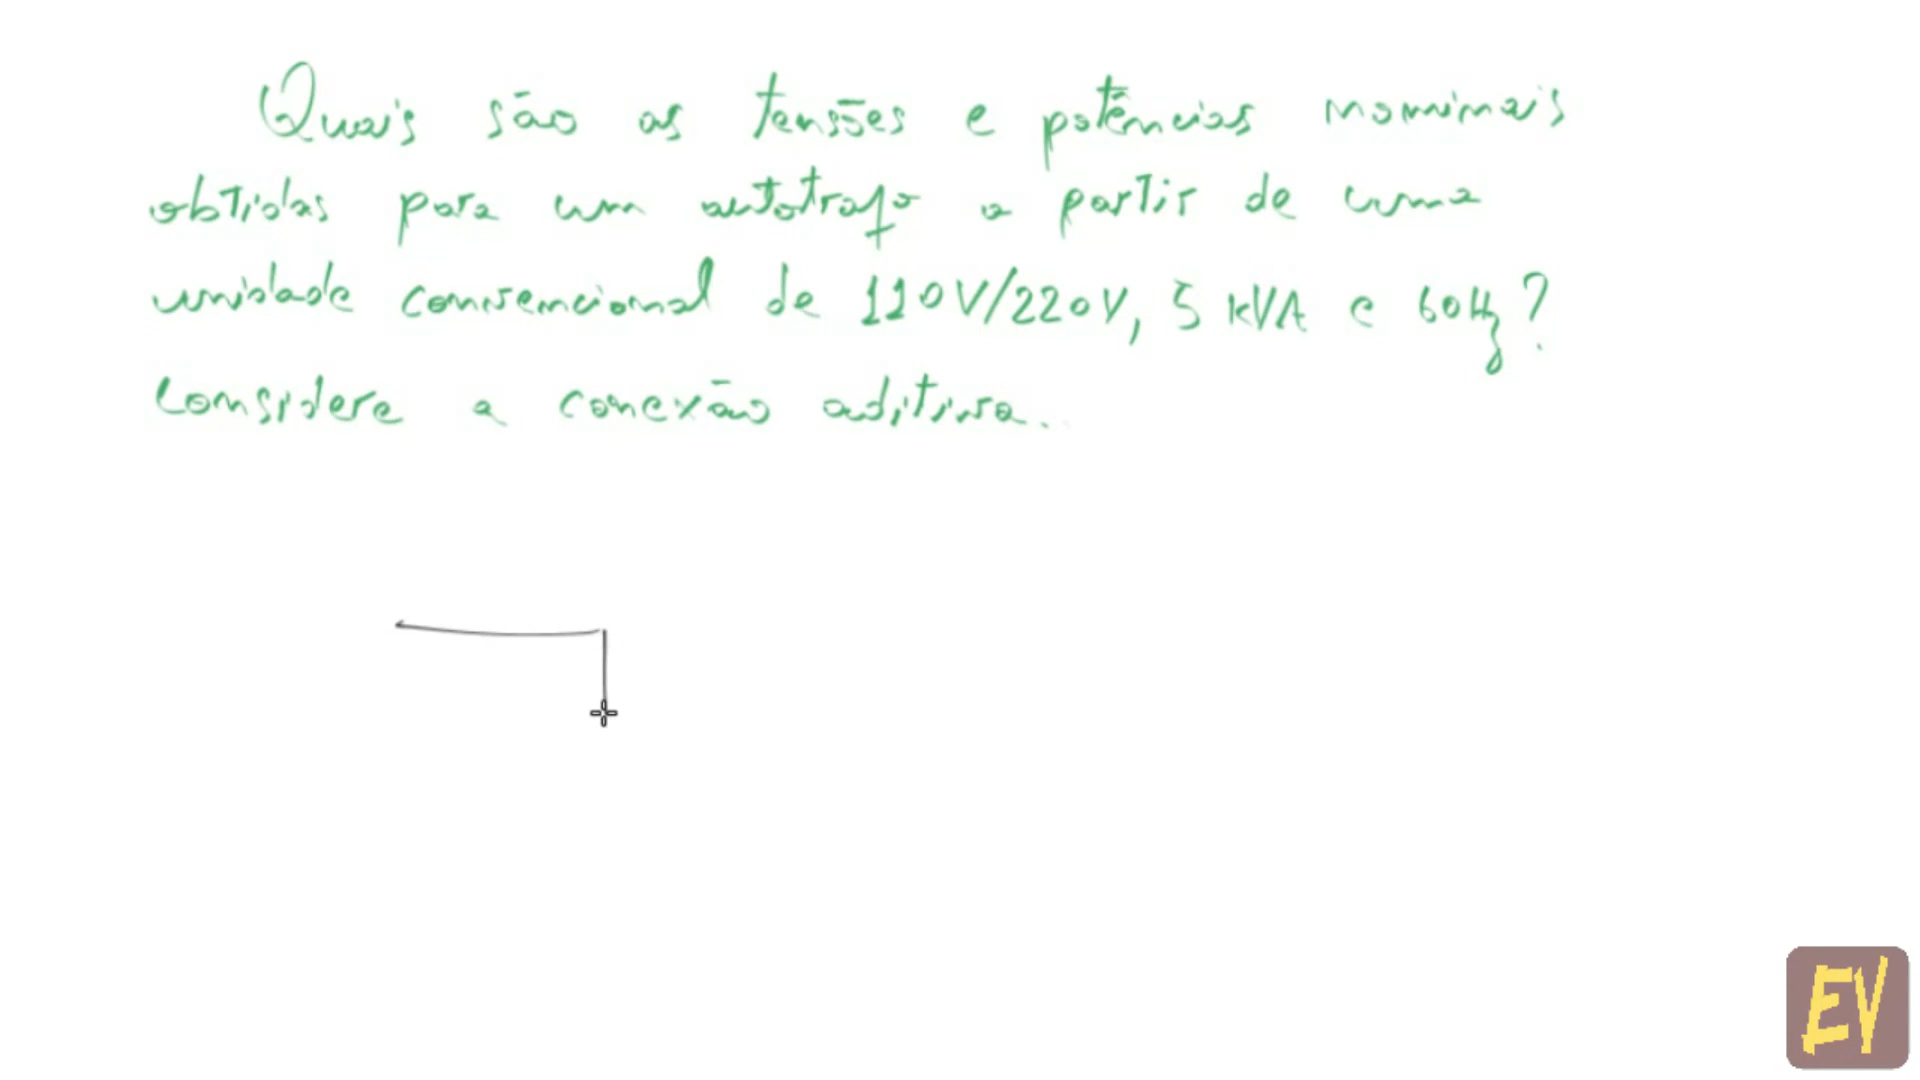 Quais são as tensões e potências nominais
obtidas para um autotrafo a partir de uma
unidade convencional de 110V/220V, 5 kVA e 60Hz?
Considere a conexão aditiva.
EV